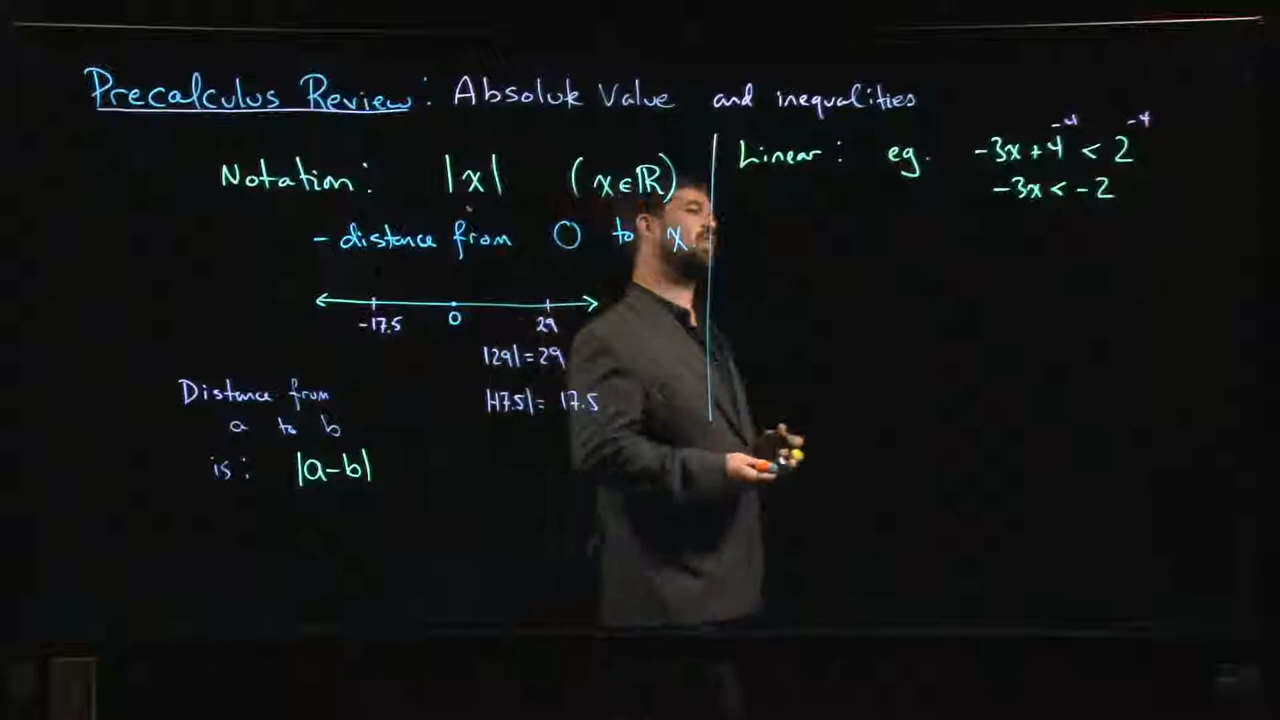 Precalculus Review: Absolute Value and inequalities
Notation: |x| (x∈ℝ)
- distance from 0 to x.
-17.5 0 29
|29|=29
|-17.5|= 17.5
Distance from
a to b
is: |a-b|
Linear: eg. -3x+4⁻⁴ < 2⁻⁴
-3x < -2